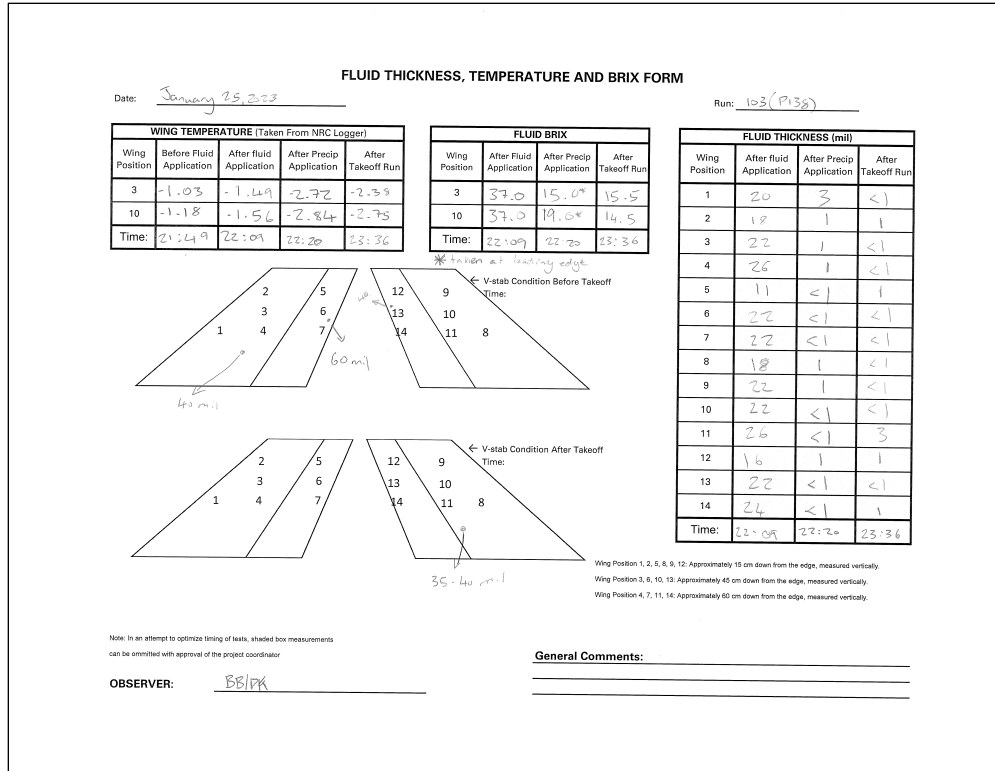 FLUID THICKNESS, TEMPERATURE AND BRIX FORM
Date: January 25, 2023
Run: 103 (P138)
WING TEMPERATURE (Taken From NRC Logger)
Wing Position Before Fluid Application After fluid Application After Precip Application After Takeoff Run
3 -1.03 -1.49 -2.72 -2.38
10 -1.18 -1.56 -2.84 -2.75
Time: 21:49 22:09 22:20 23:36
FLUID BRIX
Wing Position After Fluid Application After Precip Application After Takeoff Run
3 37.0 15.0* 15.5
10 37.0 19.0* 14.5
Time: 22:09 22:20 23:36
* taken at leading edge
FLUID THICKNESS (mil)
Wing Position After fluid Application After Precip Application After Takeoff Run
1 20 3 <1
2 18 1 1
3 22 1 <1
4 26 1 <1
5 11 <1 1
6 22 <1 <1
7 22 <1 <1
8 18 1 <1
9 22 1 <1
10 22 <1 <1
11 26 <1 3
12 16 1 1
13 22 <1 <1
14 24 <1 1
Time: 22:09 22:20 23:36
← V-stab Condition Before Takeoff
Time:
2 5 12 9
3 6 13 10
1 4 7 14 11 8
40
60 mil
40 mil
← V-stab Condition After Takeoff
Time:
2 5 12 9
3 6 13 10
1 4 7 14 11 8
35-40 mil
Wing Position 1, 2, 5, 8, 9, 12: Approximately 15 cm down from the edge, measured vertically.
Wing Position 3, 6, 10, 13: Approximately 45 cm down from the edge, measured vertically.
Wing Position 4, 7, 11, 14: Approximately 60 cm down from the edge, measured vertically.
Note: In an attempt to optimize timing of tests, shaded box measurements
can be ommitted with approval of the project coordinator
General Comments:
OBSERVER: BB/PK